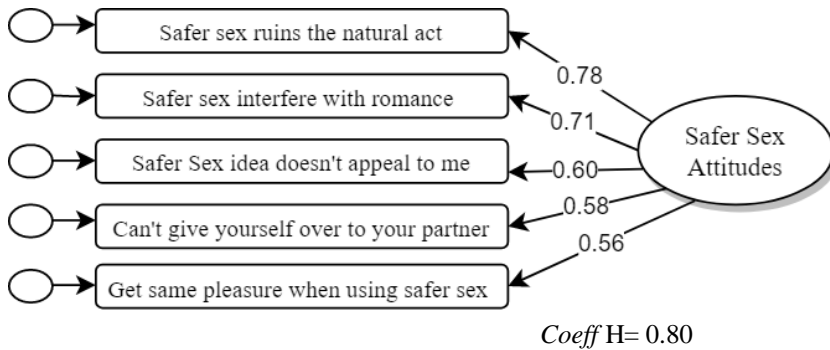 Safer sex ruins the natural act
Safer sex interfere with romance
Safer Sex idea doesn't appeal to me
Can't give yourself over to your partner
Get same pleasure when using safer sex
0.78
0.71
0.60
0.58
0.56
Safer Sex
Attitudes
Coeff H= 0.80